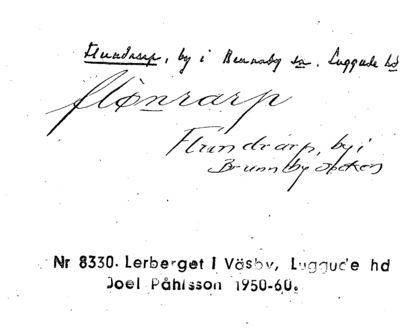 Flundrarp, by i Brunnby sn. Luggude hd
flønrarp
Flundrarp, by i
Brunnby socken
Nr 8330. Lerberget i Väsby, Luggude hd
Joel Påhlsson 1950-60.